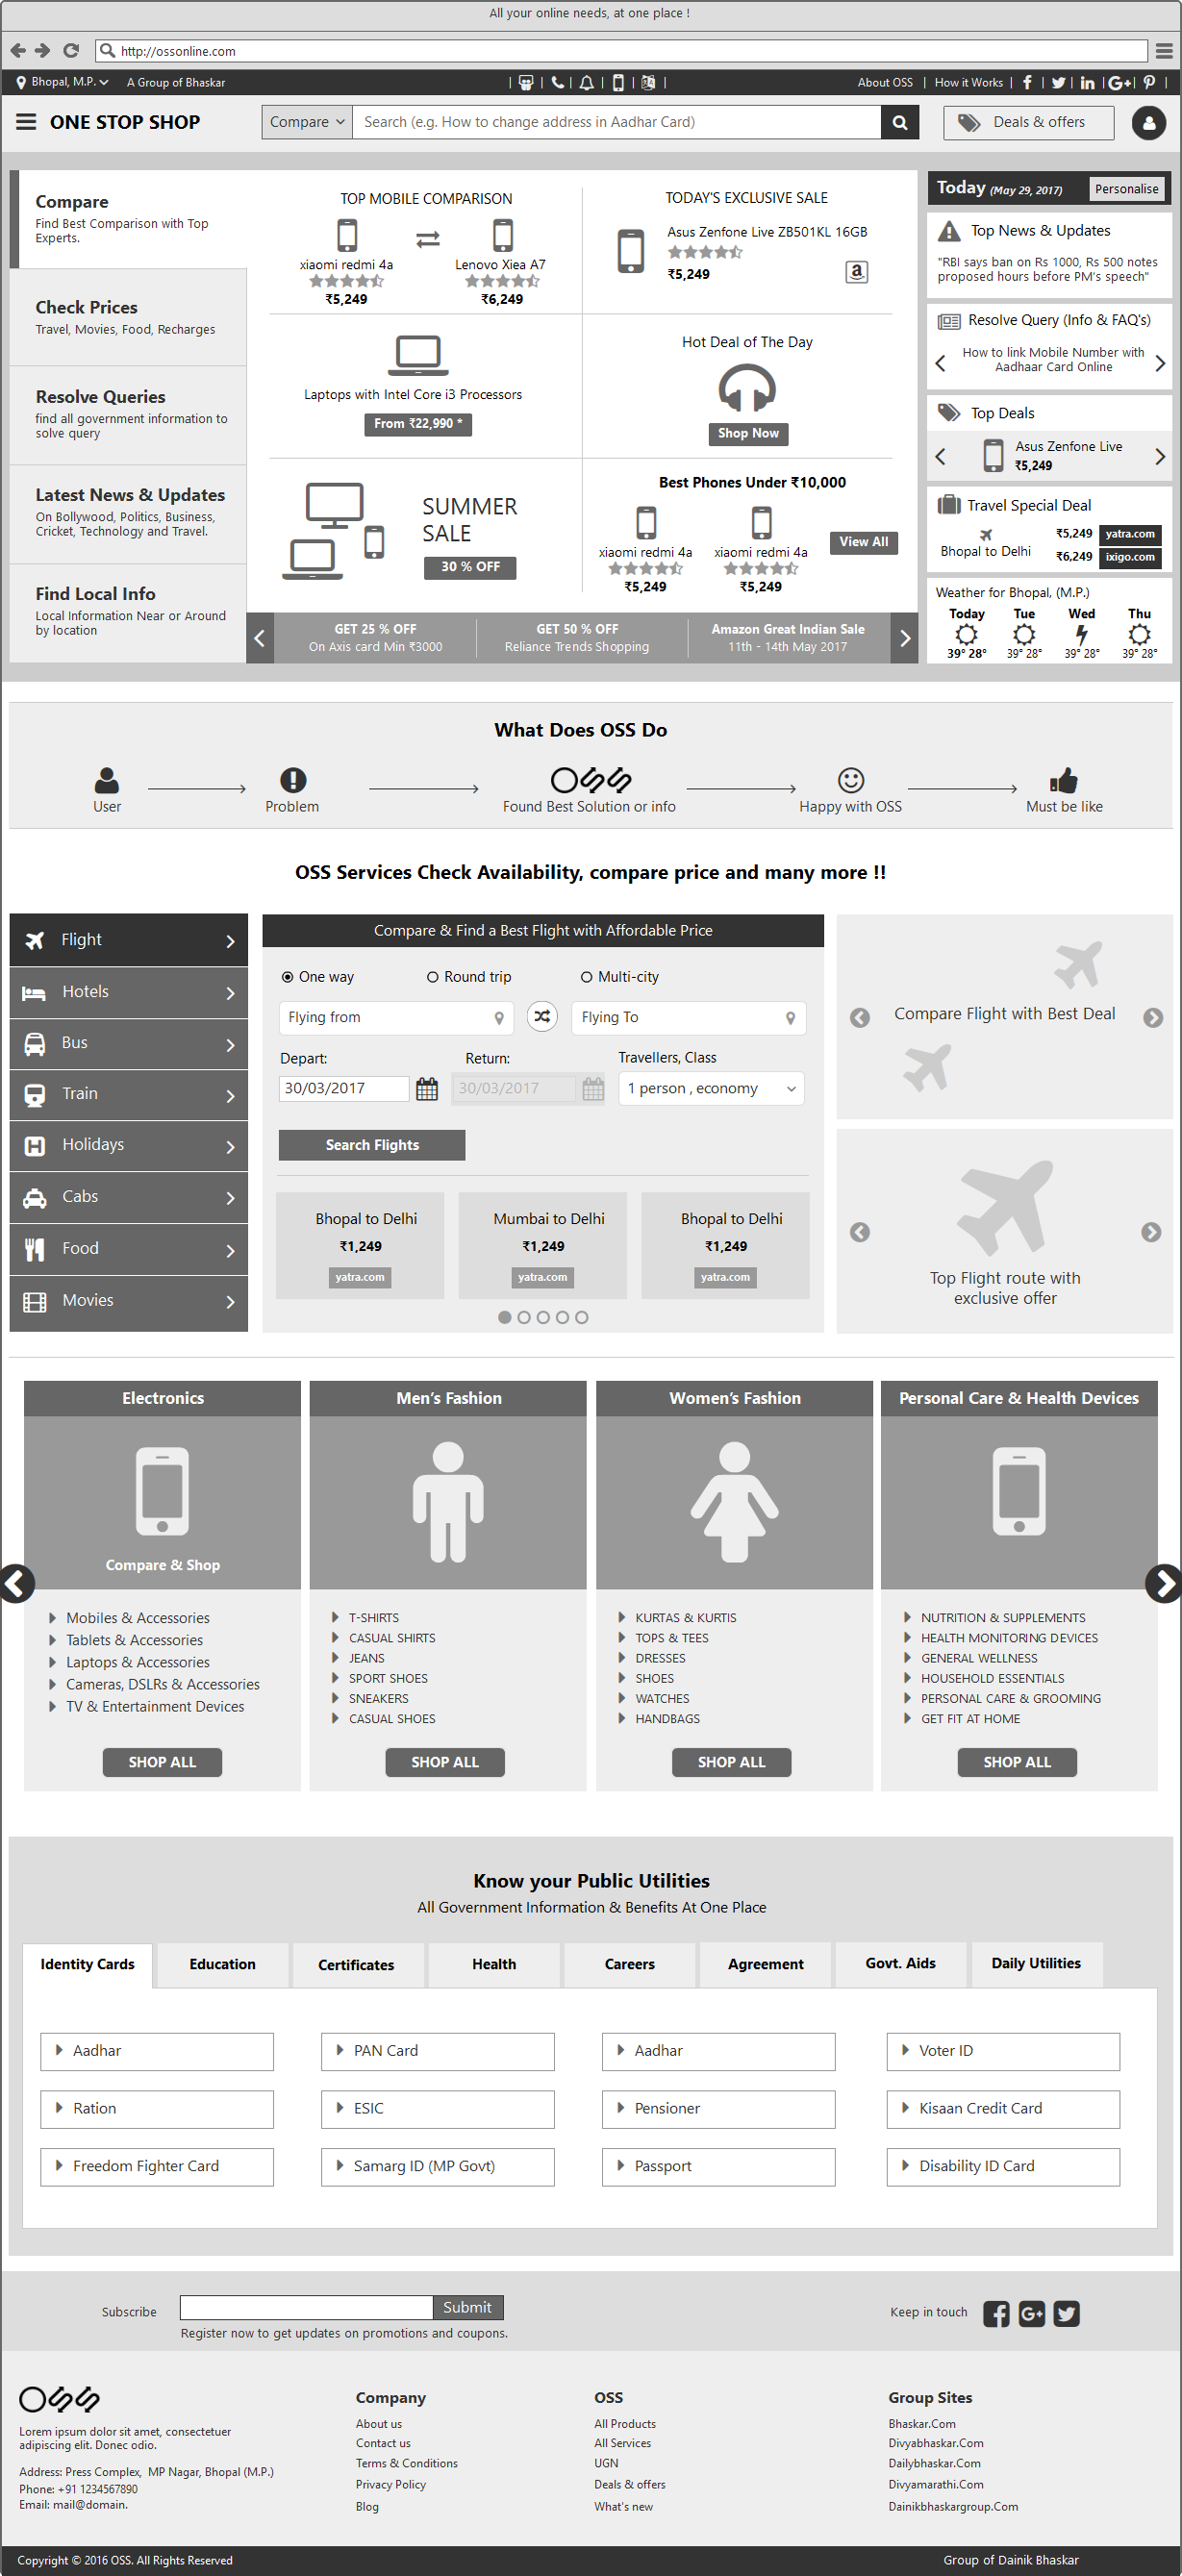 All your online needs, at one place !
http://ossonline.com
Bhopal, M.P.
A Group of Bhaskar
About OSS
How it Works
ONE STOP SHOP
Compare
Search (e.g. How to change address in Aadhar Card)
Deals & offers
Compare
Find Best Comparison with Top
Experts.
Check Prices
Travel, Movies, Food, Recharges
Resolve Queries
find all government information to
solve query
Latest News & Updates
On Bollywood, Politics, Business,
Cricket, Technology and Travel.
Find Local Info
Local Information Near or Around
by location
TOP MOBILE COMPARISON
xiaomi redmi 4a
₹5,249
Lenovo Xiea A7
₹6,249
TODAY'S EXCLUSIVE SALE
Asus Zenfone Live ZB501KL 16GB
₹5,249
a
Laptops with Intel Core i3 Processors
From ₹22,990 *
Hot Deal of The Day
Shop Now
SUMMER
SALE
30 % OFF
Best Phones Under ₹10,000
xiaomi redmi 4a
₹5,249
xiaomi redmi 4a
₹5,249
View All
GET 25 % OFF
On Axis card Min ₹3000
GET 50 % OFF
Reliance Trends Shopping
Amazon Great Indian Sale
11th - 14th May 2017
Today (May 29, 2017)
Personalise
Top News & Updates
"RBI says ban on Rs 1000, Rs 500 notes
proposed hours before PM's speech"
Resolve Query (Info & FAQ's)
How to link Mobile Number with
Aadhaar Card Online
Top Deals
Asus Zenfone Live
₹5,249
Travel Special Deal
Bhopal to Delhi
₹5,249 yatra.com
₹6,249 ixigo.com
Weather for Bhopal, (M.P.)
Today Tue Wed Thu
39° 28° 39° 28° 39° 28° 39° 28°
What Does OSS Do
User
Problem
OSS
Found Best Solution or info
Happy with OSS
Must be like
OSS Services Check Availability, compare price and many more !!
Flight
Hotels
Bus
Train
H Holidays
Cabs
Food
Movies
Compare & Find a Best Flight with Affordable Price
One way
Round trip
Multi-city
Flying from
Flying To
Depart:
Return:
Travellers, Class
30/03/2017
30/03/2017
1 person , economy
Search Flights
Bhopal to Delhi
₹1,249
yatra.com
Mumbai to Delhi
₹1,249
yatra.com
Bhopal to Delhi
₹1,249
yatra.com
Compare Flight with Best Deal
Top Flight route with
exclusive offer
Electronics
Compare & Shop
Mobiles & Accessories
Tablets & Accessories
Laptops & Accessories
Cameras, DSLRs & Accessories
TV & Entertainment Devices
SHOP ALL
Men's Fashion
T-SHIRTS
CASUAL SHIRTS
JEANS
SPORT SHOES
SNEAKERS
CASUAL SHOES
SHOP ALL
Women's Fashion
KURTAS & KURTIS
TOPS & TEES
DRESSES
SHOES
WATCHES
HANDBAGS
SHOP ALL
Personal Care & Health Devices
NUTRITION & SUPPLEMENTS
HEALTH MONITORING DEVICES
GENERAL WELLNESS
HOUSEHOLD ESSENTIALS
PERSONAL CARE & GROOMING
GET FIT AT HOME
SHOP ALL
Know your Public Utilities
All Government Information & Benefits At One Place
Identity Cards
Education
Certificates
Health
Careers
Agreement
Govt. Aids
Daily Utilities
Aadhar
PAN Card
Aadhar
Voter ID
Ration
ESIC
Pensioner
Kisaan Credit Card
Freedom Fighter Card
Samarg ID (MP Govt)
Passport
Disability ID Card
Subscribe
Submit
Register now to get updates on promotions and coupons.
Keep in touch
OSS
Lorem ipsum dolor sit amet, consectetuer
adipiscing elit. Donec odio.
Address: Press Complex, MP Nagar, Bhopal (M.P.)
Phone: +91 1234567890
Email: mail@domain.
Company
About us
Contact us
Terms & Conditions
Privacy Policy
Blog
OSS
All Products
All Services
UGN
Deals & offers
What's new
Group Sites
Bhaskar.Com
Divyabhaskar.Com
Dailybhaskar.Com
Divyamarathi.Com
Dainikbhaskargroup.Com
Copyright © 2016 OSS. All Rights Reserved
Group of Dainik Bhaskar